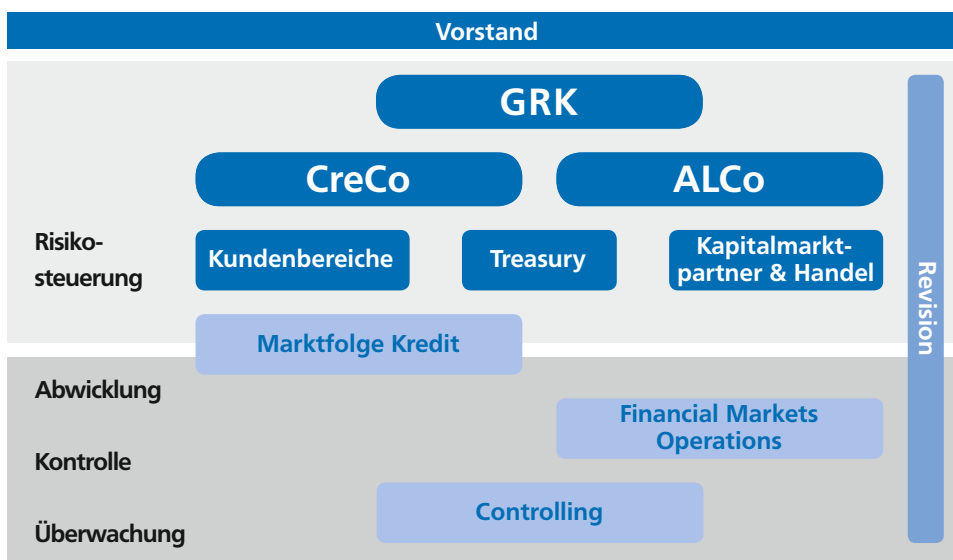 Vorstand
GRK
CreCo
ALCo
Risiko-
steuerung
Kundenbereiche
Treasury
Kapitalmarkt-
partner & Handel
Revision
Marktfolge Kredit
Abwicklung
Financial Markets
Operations
Kontrolle
Controlling
Überwachung